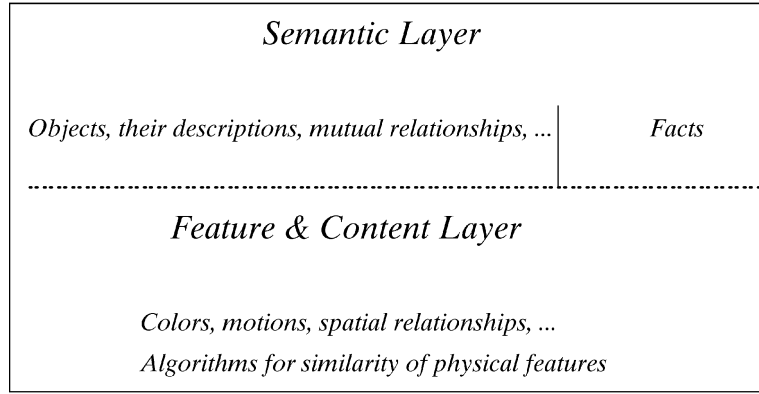 Semantic Layer
Objects, their descriptions, mutual relationships, ... Facts
Feature & Content Layer
Colors, motions, spatial relationships, ...
Algorithms for similarity of physical features